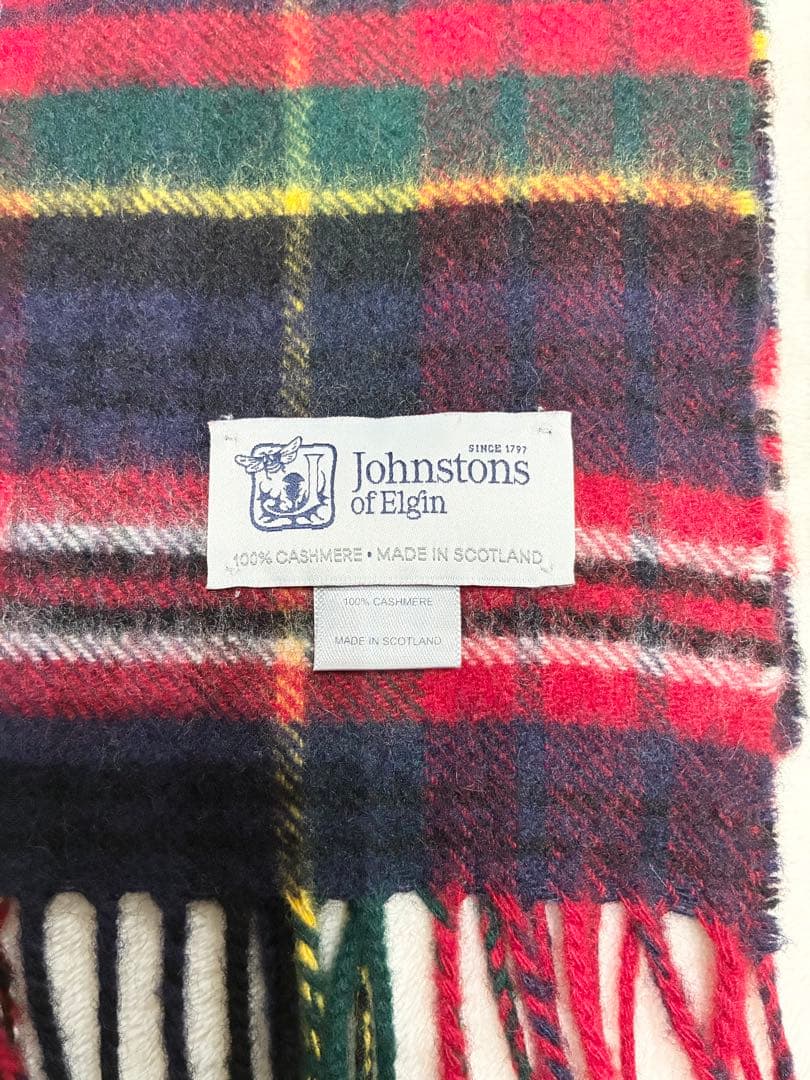 SINCE 1797
Johnstons
of Elgin
100% CASHMERE • MADE IN SCOTLAND
100% CASHMERE
MADE IN SCOTLAND